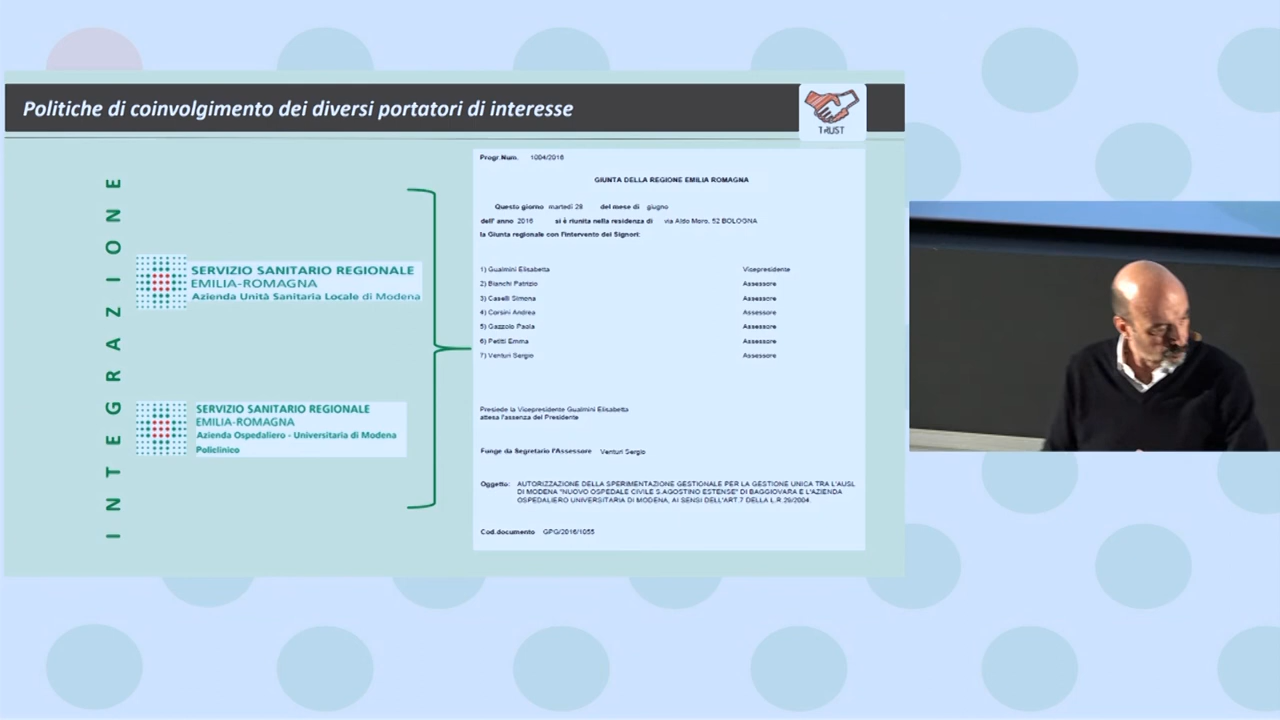 Politiche di coinvolgimento dei diversi portatori di interesse
TRUST
INTEGRAZIONE
SERVIZIO SANITARIO REGIONALE
EMILIA-ROMAGNA
Azienda Unità Sanitaria Locale di Modena
SERVIZIO SANITARIO REGIONALE
EMILIA-ROMAGNA
Azienda Ospedaliero - Universitaria di Modena
Policlinico
Progr.Num. 1004/2016
GIUNTA DELLA REGIONE EMILIA ROMAGNA
Questo giorno martedì 28 del mese di giugno
dell' anno 2016 si è riunita nella residenza di via Aldo Moro, 52 BOLOGNA
la Giunta regionale con l'intervento dei Signori:
1) Gualmini Elisabetta Vicepresidente
2) Bianchi Patrizio Assessore
3) Caselli Simona Assessore
4) Corsini Andrea Assessore
5) Gazzolo Paola Assessore
6) Petitti Emma Assessore
7) Venturi Sergio Assessore
Presiede la Vicepresidente Gualmini Elisabetta
attesa l'assenza del Presidente
Funge da Segretario l'Assessore Venturi Sergio
Oggetto: AUTORIZZAZIONE DELLA SPERIMENTAZIONE GESTIONALE PER LA GESTIONE UNICA TRA L'AUSL
DI MODENA "NUOVO OSPEDALE CIVILE S.AGOSTINO ESTENSE" DI BAGGIOVARA E L'AZIENDA
OSPEDALIERO UNIVERSITARIA DI MODENA, AI SENSI DELL'ART.7 DELLA L.R 29/2004
Cod.documento GPG/2016/1055